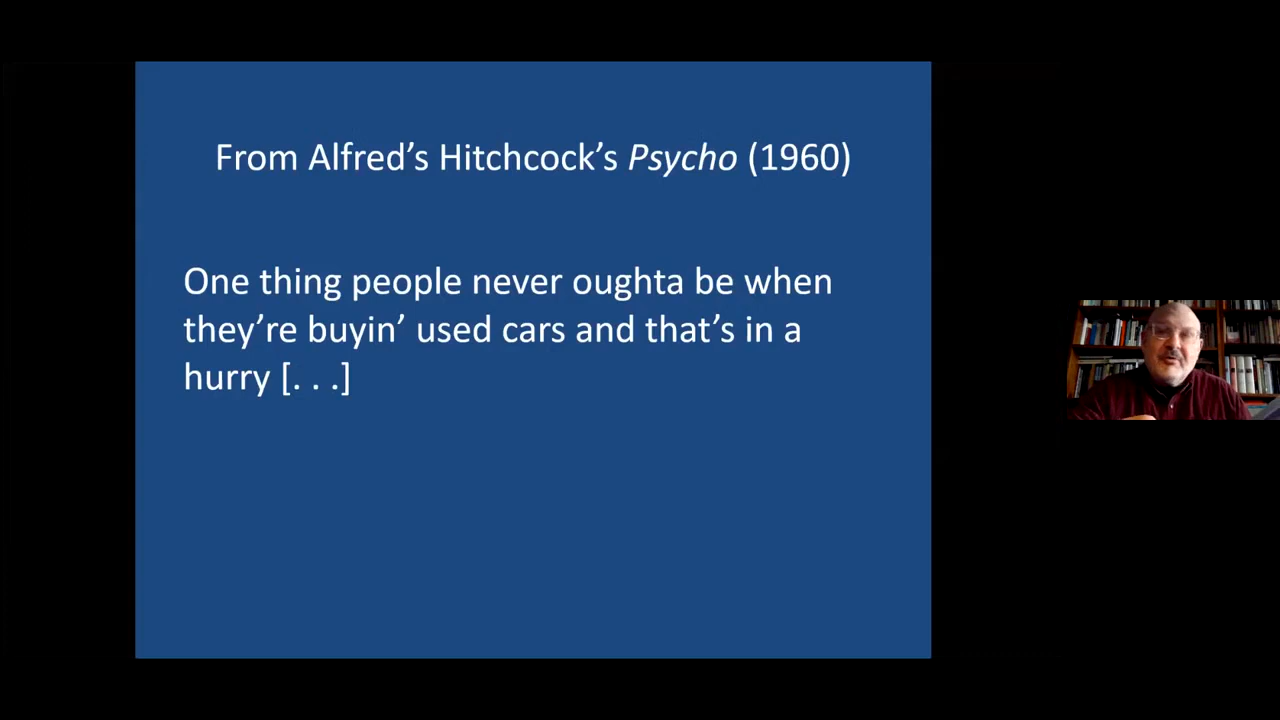 From Alfred’s Hitchcock’s Psycho (1960)
One thing people never oughta be when
they’re buyin’ used cars and that’s in a
hurry [. . .]